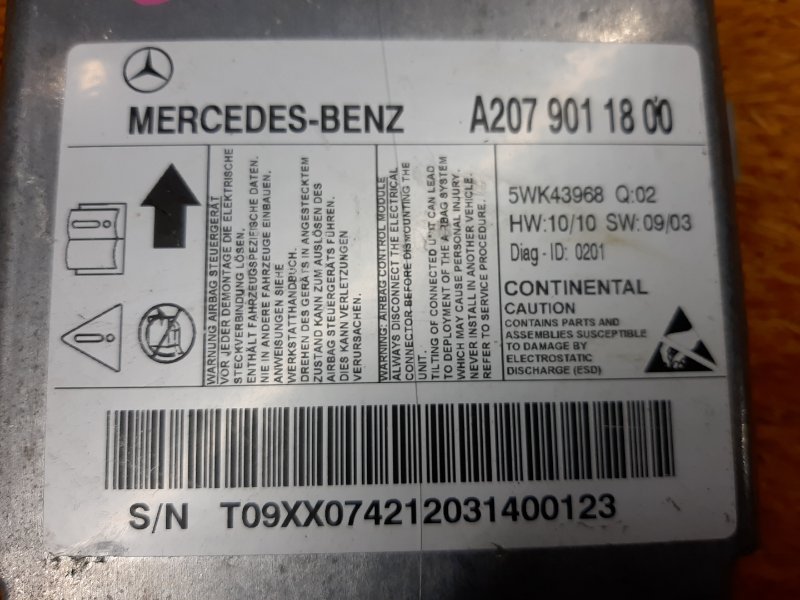 MERCEDES-BENZ
A207 901 18 00
WARNUNG AIRBAG STEUERGERÄT
VOR JEDER DEMONTAGE DIE ELEKTRISCHE
STECKVERBINDUNG LÖSEN.
ENTHÄLT FAHRZEUGSPEZIFISCHE DATEN.
NIE IN ANDERE FAHRZEUGE EINBAUEN.
ANWEISUNGEN SIEHE
WERKSTATTHANDBUCH.
DREHEN DES GERÄTS IN ANGESTECKTEM
ZUSTAND KANN ZUM AUSLÖSEN DES
AIRBAG STEUERGERÄTS FÜHREN.
DIES KANN VERLETZUNGEN
VERURSACHEN.
WARNING: AIRBAG CONTROL MODULE
ALWAYS DISCONNECT THE ELECTRICAL
CONNECTOR BEFORE DISMOUNTING THE
UNIT.
TILTING OF CONNECTED UNIT CAN LEAD
TO DEPLOYMENT OF THE AIRBAG SYSTEM
WHICH MAY CAUSE PERSONAL INJURY.
NEVER INSTALL IN ANOTHER VEHICLE.
REFER TO SERVICE PROCEDURE.
5WK43968 Q:02
HW:10/10 SW:09/03
Diag-ID: 0201
CONTINENTAL
CAUTION
CONTAINS PARTS AND
ASSEMBLIES SUSCEPTIBLE
TO DAMAGE BY
ELECTROSTATIC
DISCHARGE (ESD)
S/N T09XX074212031400123